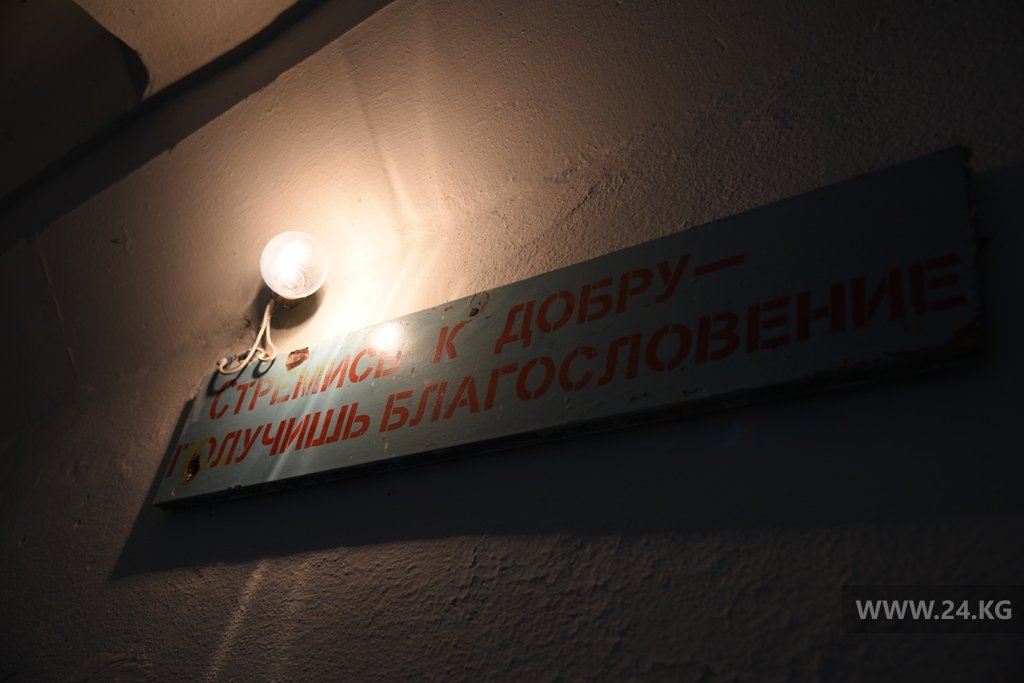 СТРЕМИСЬ К ДОБРУ —
ПОЛУЧИШЬ БЛАГОСЛОВЕНИЕ
WWW.24.KG